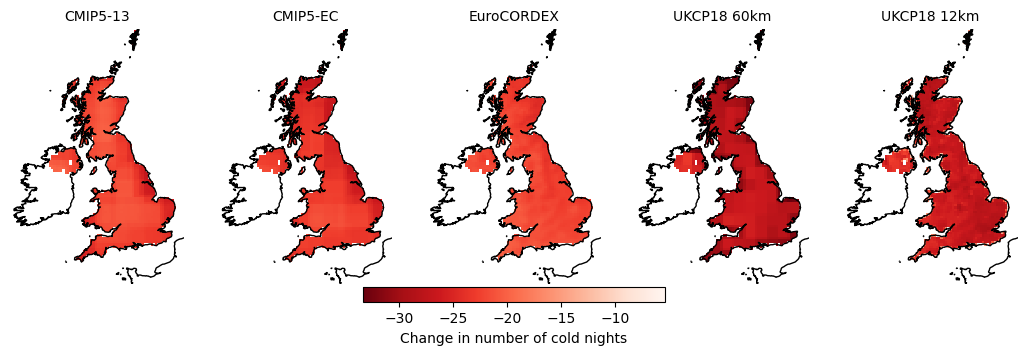 CMIP5-13 CMIP5-EC EuroCORDEX UKCP18 60km UKCP18 12km
−30 −25 −20 −15 −10
Change in number of cold nights